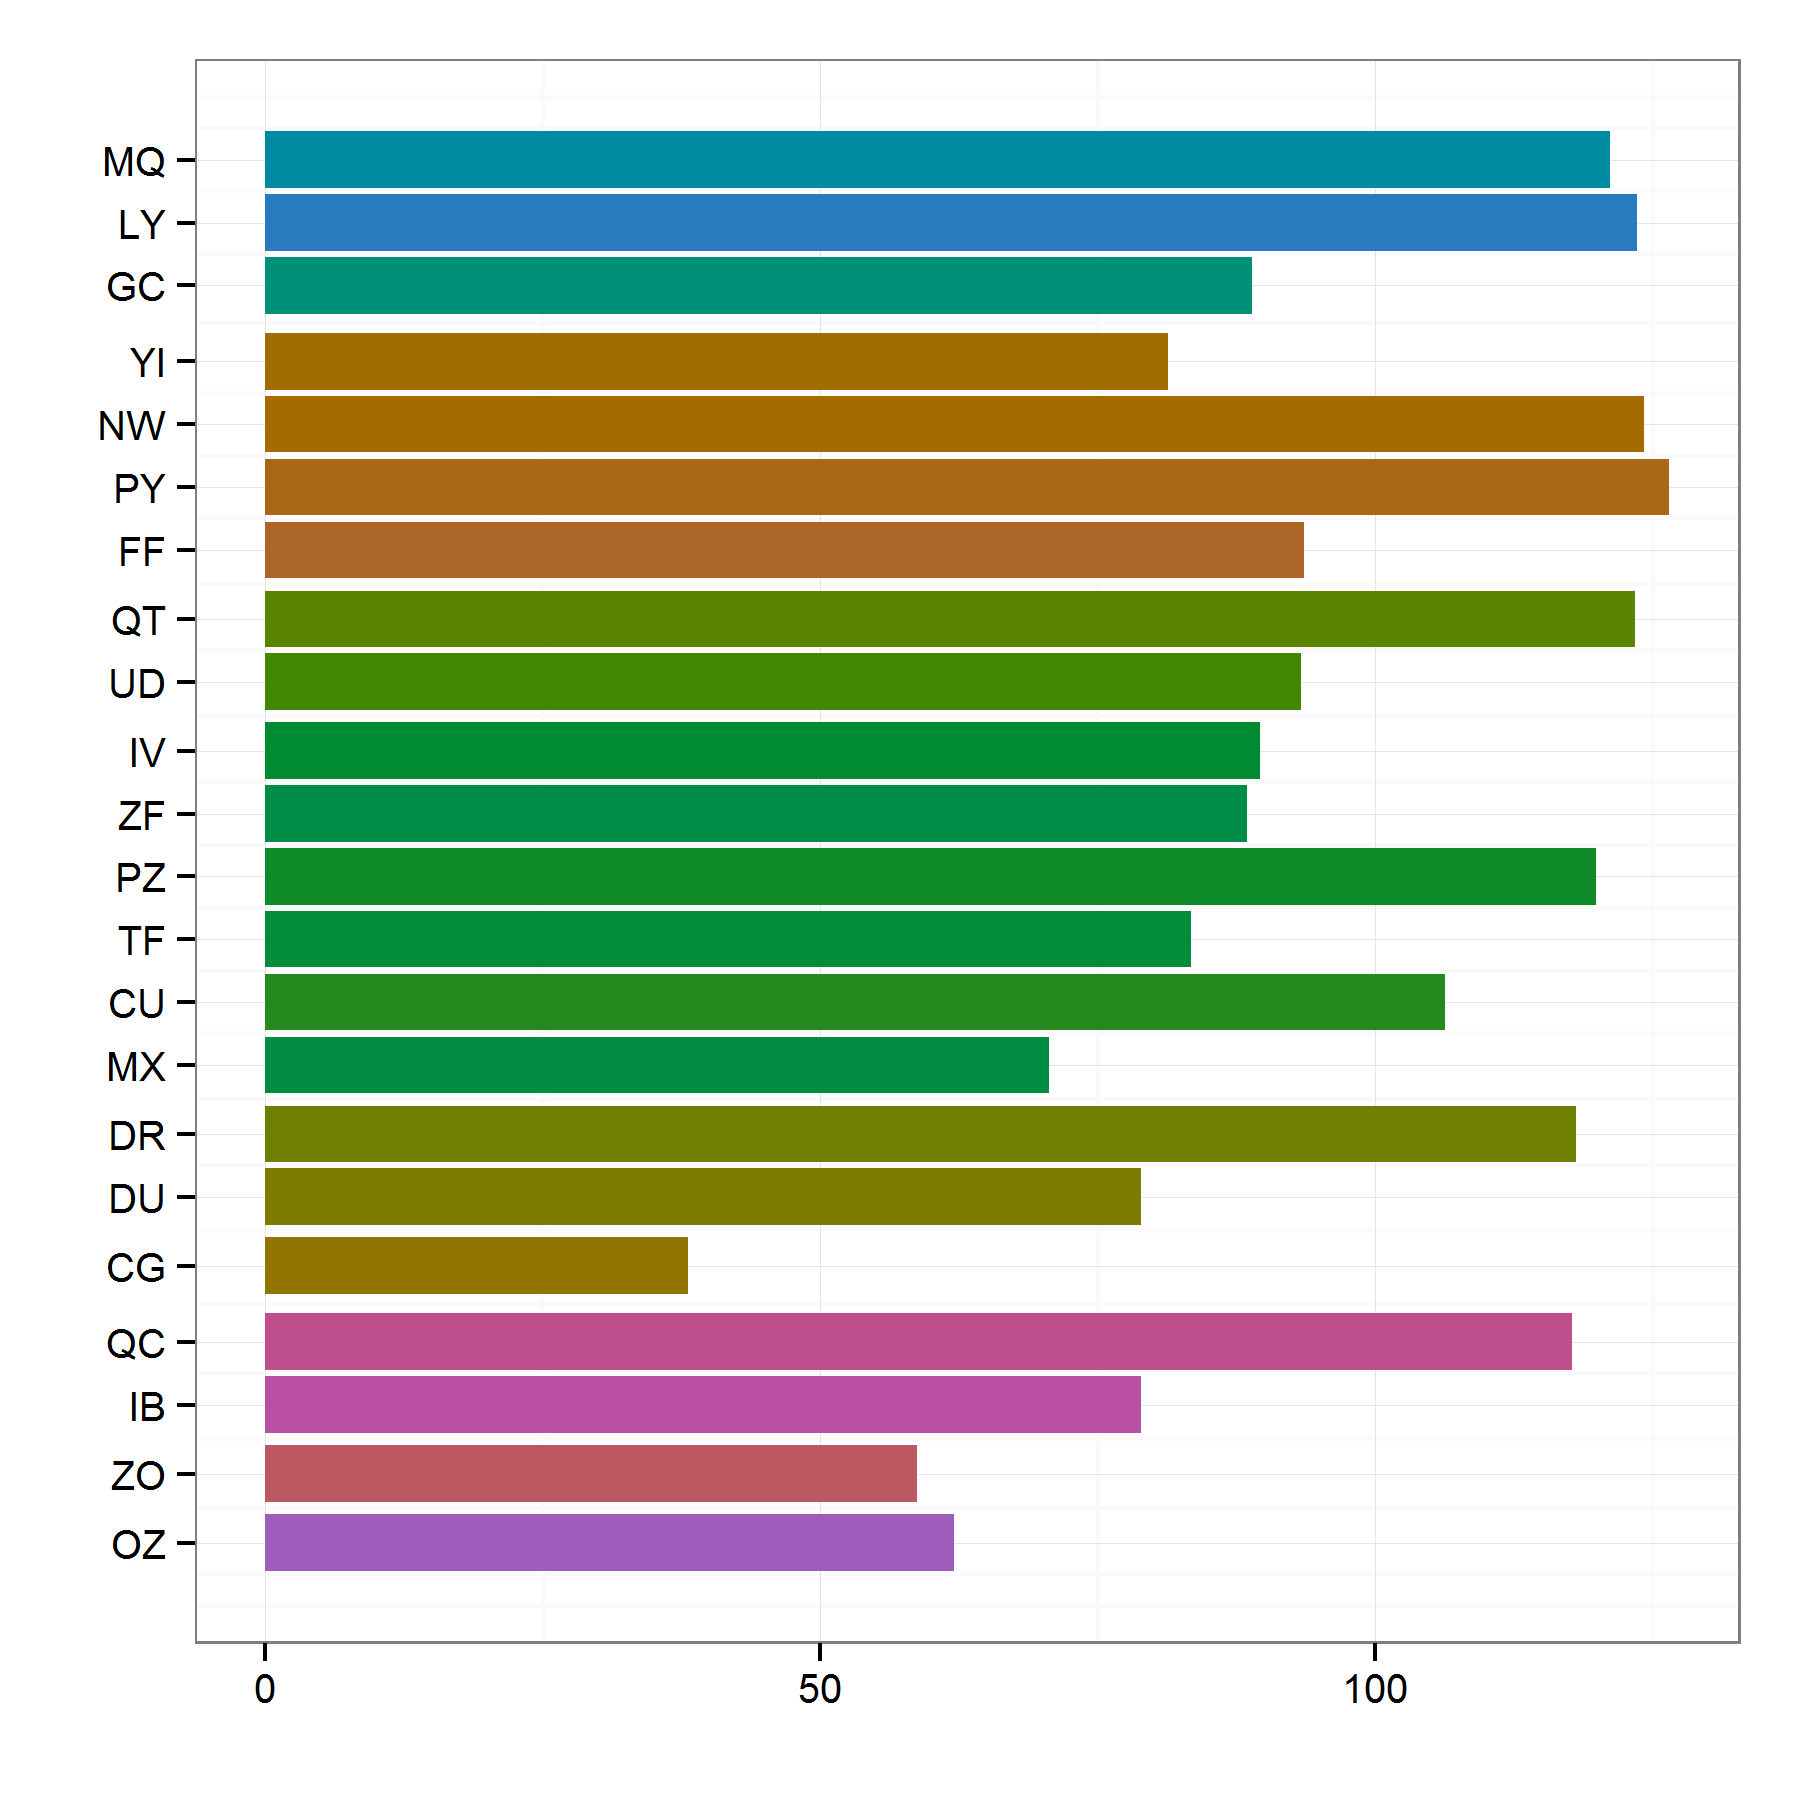 MQ
LY
GC
YI
NW
PY
FF
QT
UD
IV
ZF
PZ
TF
CU
MX
DR
DU
CG
QC
IB
ZO
OZ
0 50 100